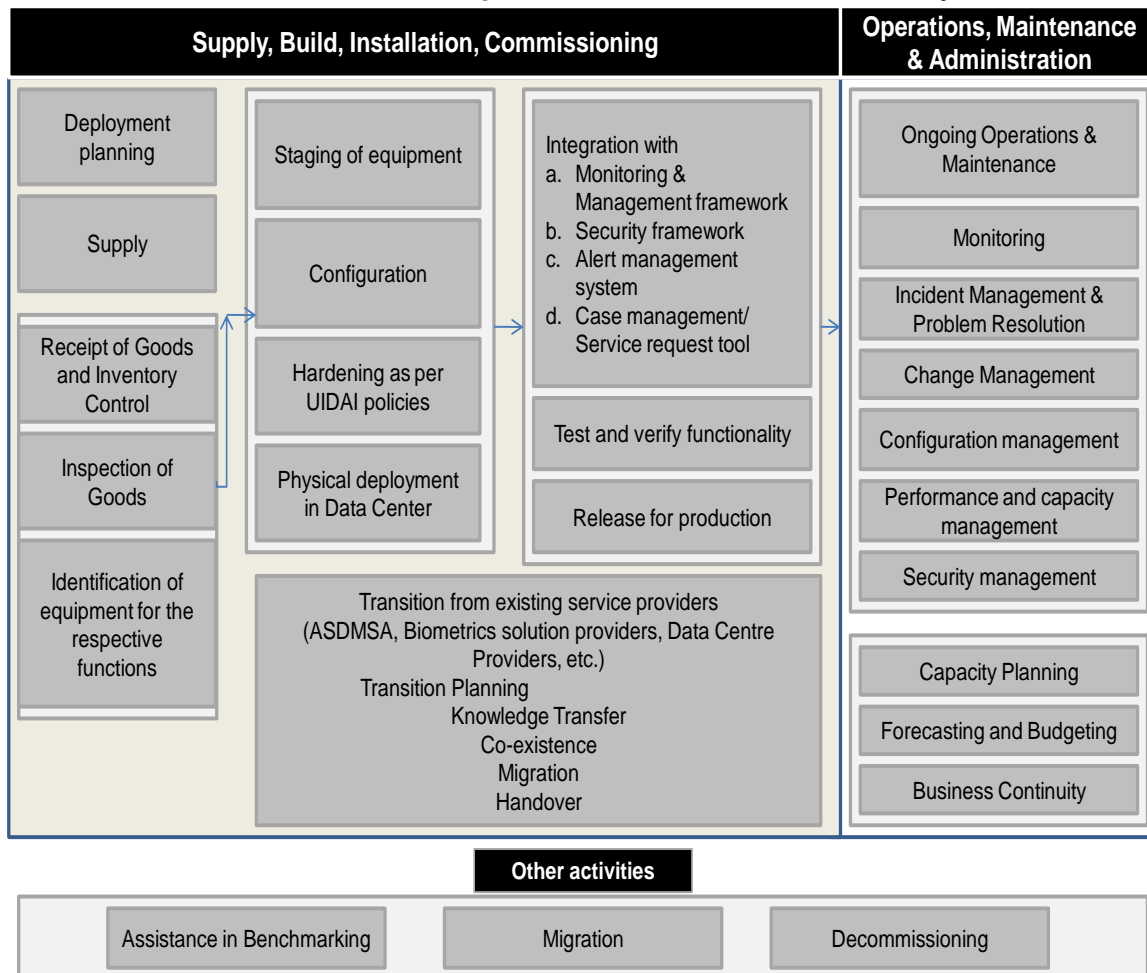 Supply, Build, Installation, Commissioning
Operations, Maintenance
& Administration
Deployment
planning
Supply
Receipt of Goods
and Inventory
Control
Inspection of
Goods
Identification of
equipment for the
respective
functions
Staging of equipment
Configuration
Hardening as per
UIDAI policies
Physical deployment
in Data Center
Integration with
a. Monitoring &
Management framework
b. Security framework
c. Alert management
system
d. Case management/
Service request tool
Test and verify functionality
Release for production
Transition from existing service providers
(ASDMSA, Biometrics solution providers, Data Centre
Providers, etc.)
Transition Planning
Knowledge Transfer
Co-existence
Migration
Handover
Ongoing Operations &
Maintenance
Monitoring
Incident Management &
Problem Resolution
Change Management
Configuration management
Performance and capacity
management
Security management
Capacity Planning
Forecasting and Budgeting
Business Continuity
Other activities
Assistance in Benchmarking
Migration
Decommissioning